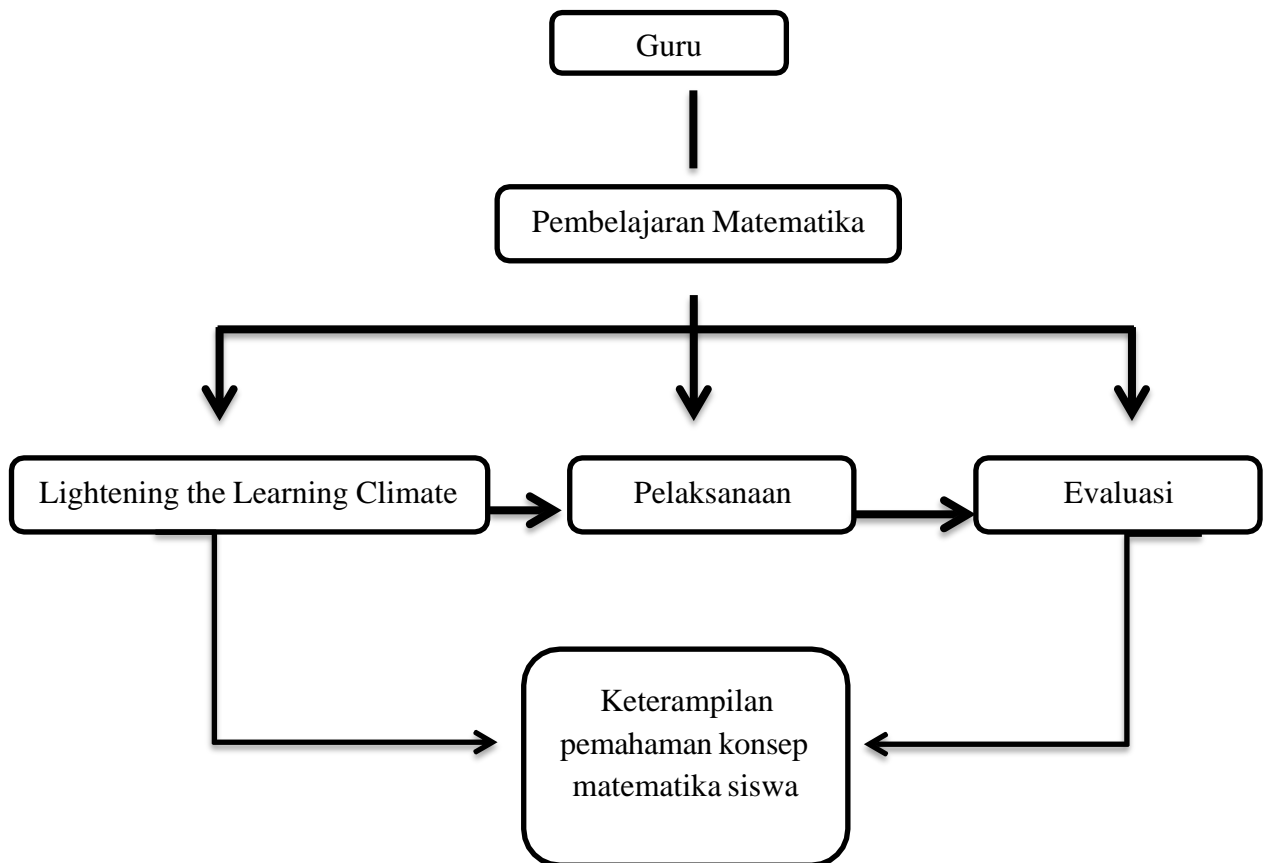 Guru
Pembelajaran Matematika
Lightening the Learning Climate
Pelaksanaan
Evaluasi
Keterampilan
pemahaman konsep
matematika siswa